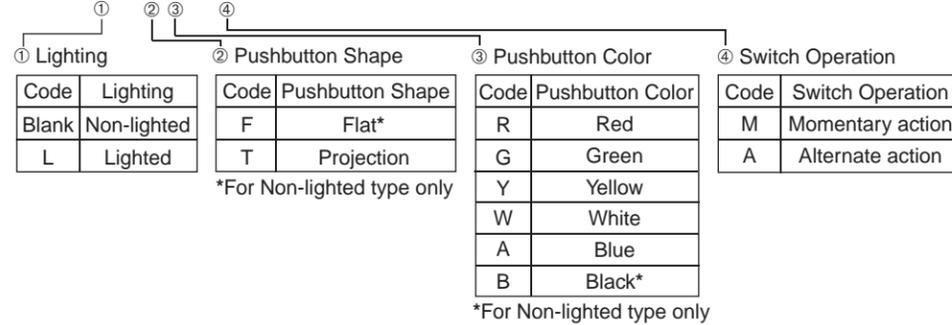 ① ② ③ ④
① Lighting
Code Lighting
Blank Non-lighted
L Lighted
② Pushbutton Shape
Code Pushbutton Shape
F Flat*
T Projection
*For Non-lighted type only
③ Pushbutton Color
Code Pushbutton Color
R Red
G Green
Y Yellow
W White
A Blue
B Black*
*For Non-lighted type only
④ Switch Operation
Code Switch Operation
M Momentary action
A Alternate action